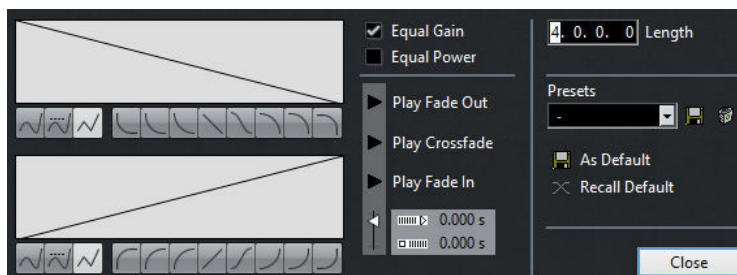 Equal Gain
Equal Power
4. 0. 0. 0 Length
Play Fade Out
Play Crossfade
Play Fade In
0.000 s
0.000 s
Presets
-
As Default
Recall Default
Close